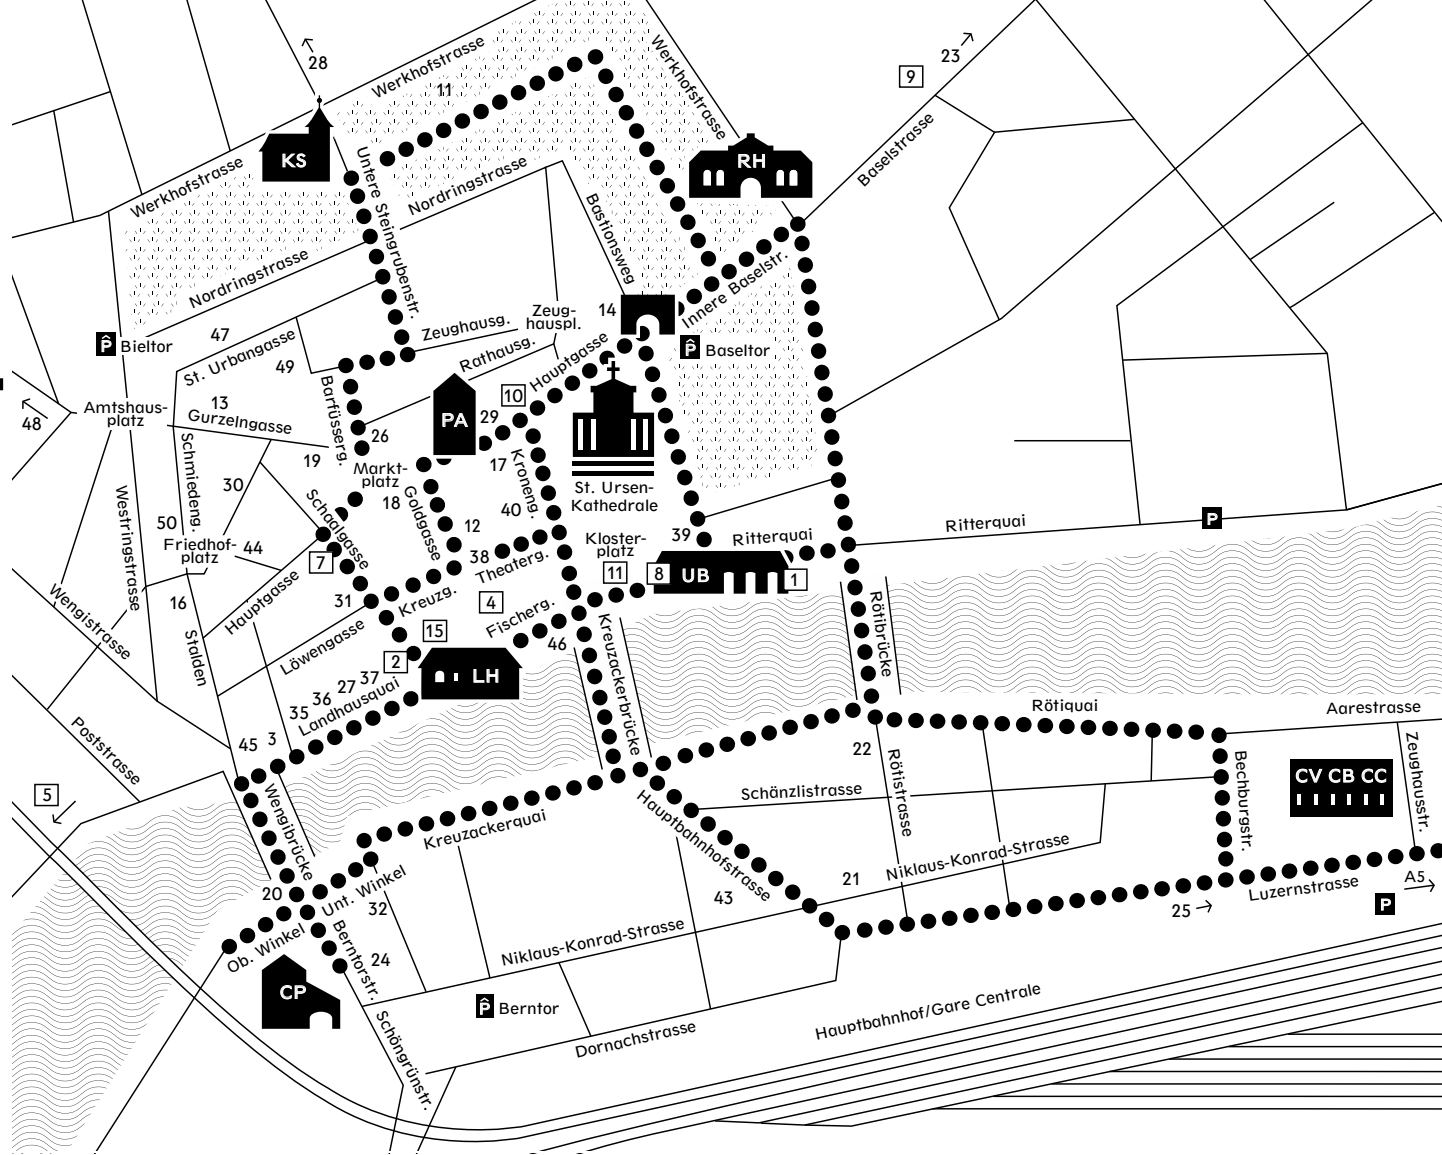 28
Werkhofstrasse
11
Werkhofstrasse
23
9
KS
RH
Baselstrasse
Werkhofstrasse
Untere Steingrubenstr.
Nordringstrasse
Bastionsweg
Nordringstrasse
Innere Baselstr.
14
Zeug-
hauspl.
Zeughausg.
P Bieltor
47
P Baseltor
St. Urbangasse
49
Rathausg.
Hauptgasse
10
Barfüsserg.
48
Amtshaus-
platz
13
Gurzelngasse
PA
29
26
Schmiedeng.
19
Markt-
platz
17
Kroneng.
30
18
Goldgasse
St. Ursen-
Kathedrale
Westringstrasse
Schaalgasse
40
50
Friedhof-
platz
44
12
38
Theaterg.
39
Ritterquai
Ritterquai
P
7
Kloster-
platz
11
8
UB
1
Wengistrasse
16
Hauptgasse
31
Kreuzg.
4
Fischerg.
46
Kreuzackerbrücke
Rötibrücke
15
Stalden
Löwengasse
2
LH
35
36
27
37
Landhausquai
Poststrasse
45
3
5
Wengibrücke
Rötiquai
Aarestrasse
22
Rötistrasse
Schänzlistrasse
Bechburgstr.
CV CB CC
Zeughausstr.
Kreuzackerquai
Hauptbahnhofstrasse
Niklaus-Konrad-Strasse
21
43
20
Unt. Winkel
32
25
Luzernstrasse
A5
P
Ob. Winkel
Berntorstr.
24
Niklaus-Konrad-Strasse
CP
P Berntor
Schöngrünstr.
Dornachstrasse
Hauptbahnhof/Gare Centrale